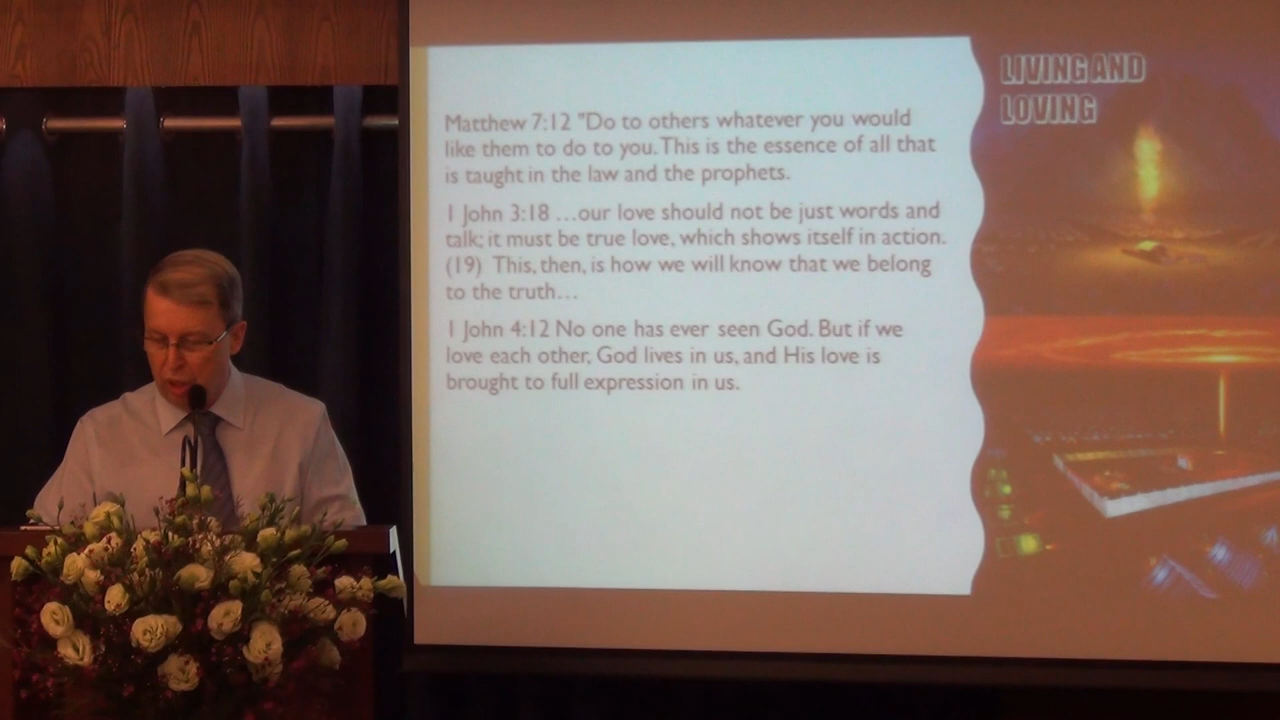 Matthew 7:12 "Do to others whatever you would
like them to do to you. This is the essence of all that
is taught in the law and the prophets.
1 John 3:18 …our love should not be just words and
talk; it must be true love, which shows itself in action.
(19) This, then, is how we will know that we belong
to the truth…
1 John 4:12 No one has ever seen God. But if we
love each other, God lives in us, and His love is
brought to full expression in us.
LIVING AND
LOVING